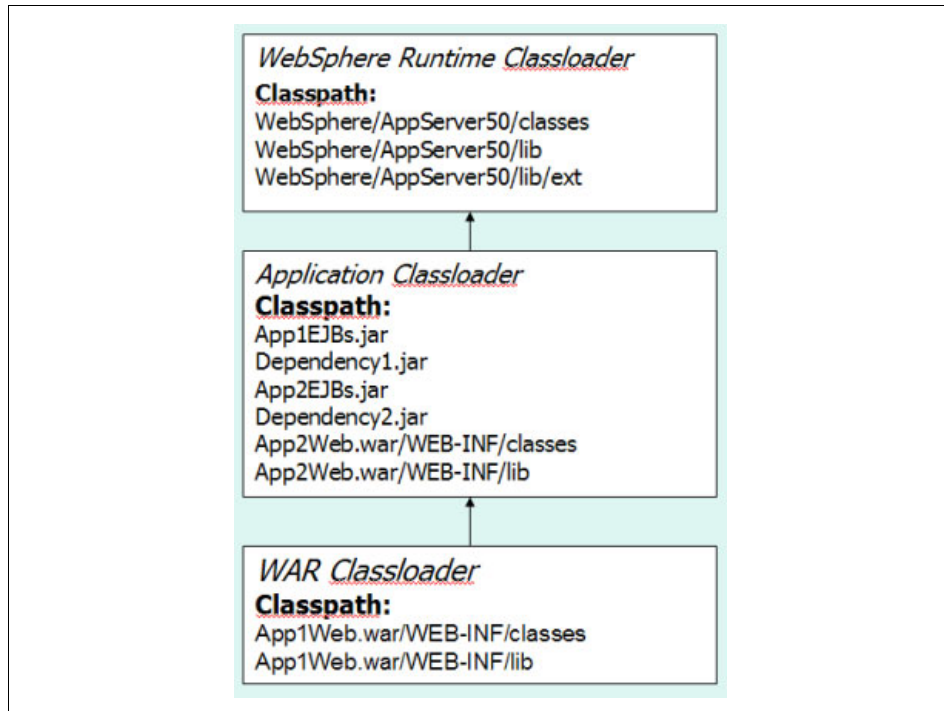 WebSphere Runtime Classloader
Classpath:
WebSphere/AppServer50/classes
WebSphere/AppServer50/lib
WebSphere/AppServer50/lib/ext
Application Classloader
Classpath:
App1EJBs.jar
Dependency1.jar
App2EJBs.jar
Dependency2.jar
App2Web.war/WEB-INF/classes
App2Web.war/WEB-INF/lib
WAR Classloader
Classpath:
App1Web.war/WEB-INF/classes
App1Web.war/WEB-INF/lib